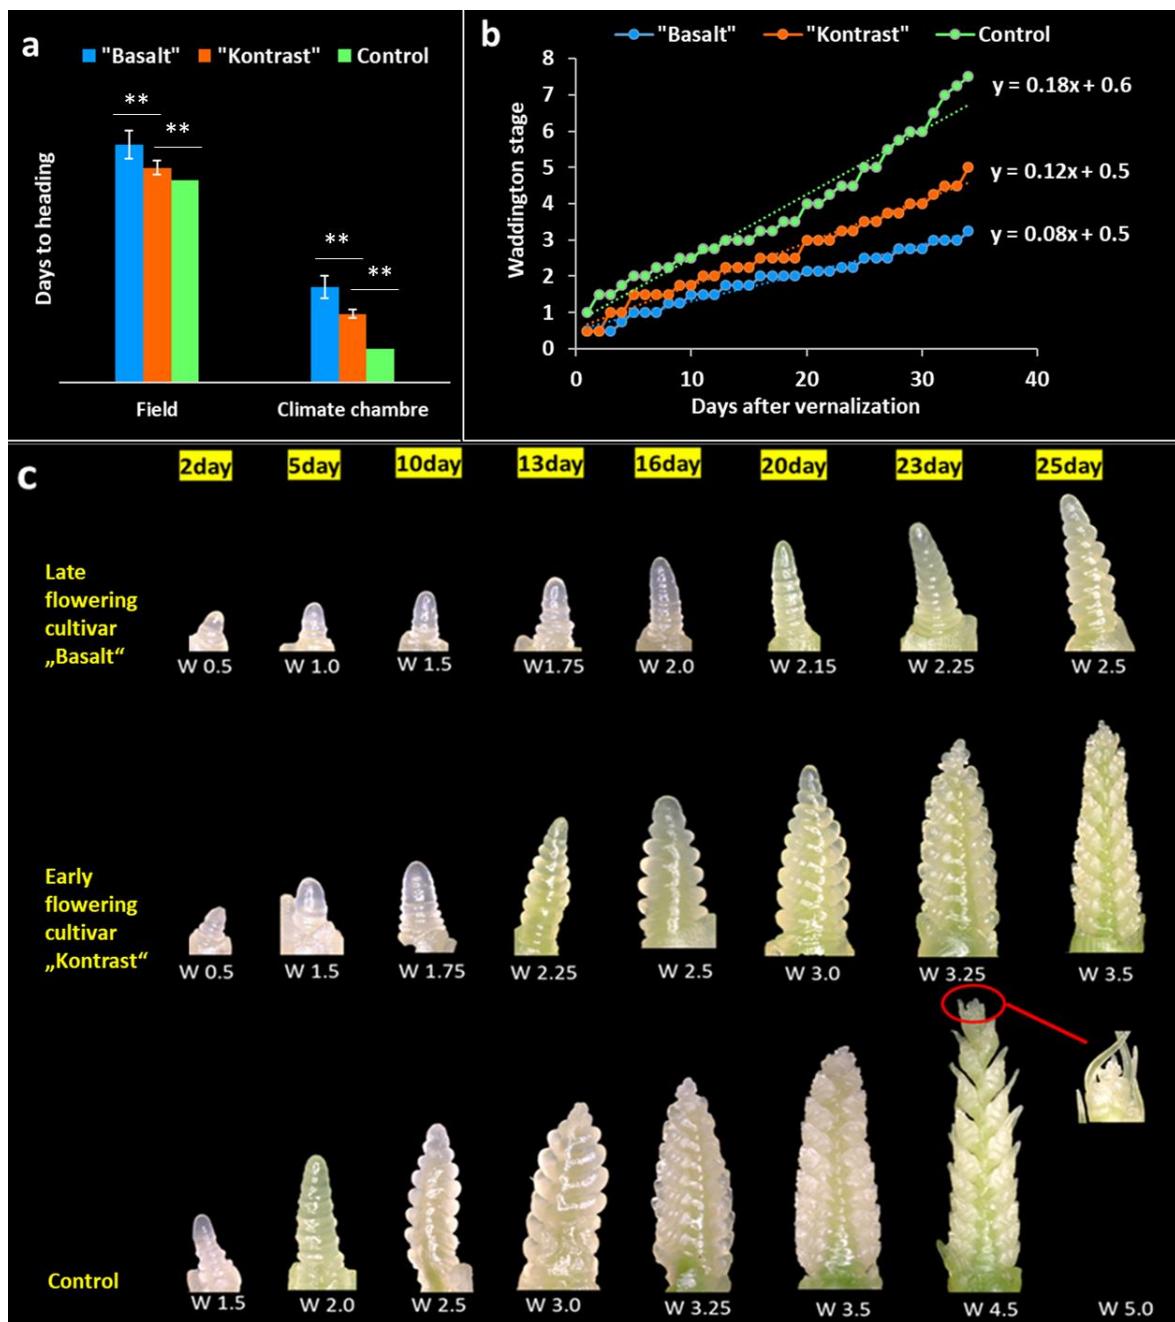 a
"Basalt" "Kontrast" Control
** **
** **
Days to heading
Field Climate chambre
b
"Basalt" "Kontrast" Control
8
7
6
5
4
3
2
1
0
Waddington stage
y = 0.18x + 0.6
y = 0.12x + 0.5
y = 0.08x + 0.5
0 10 20 30 40
Days after vernalization
c
2day 5day 10day 13day 16day 20day 23day 25day
Late
flowering
cultivar
„Basalt“
W 0.5 W 1.0 W 1.5 W1.75 W 2.0 W 2.15 W 2.25 W 2.5
Early
flowering
cultivar
„Kontrast“
W 0.5 W 1.5 W 1.75 W 2.25 W 2.5 W 3.0 W 3.25 W 3.5
Control
W 1.5 W 2.0 W 2.5 W 3.0 W 3.25 W 3.5 W 4.5 W 5.0